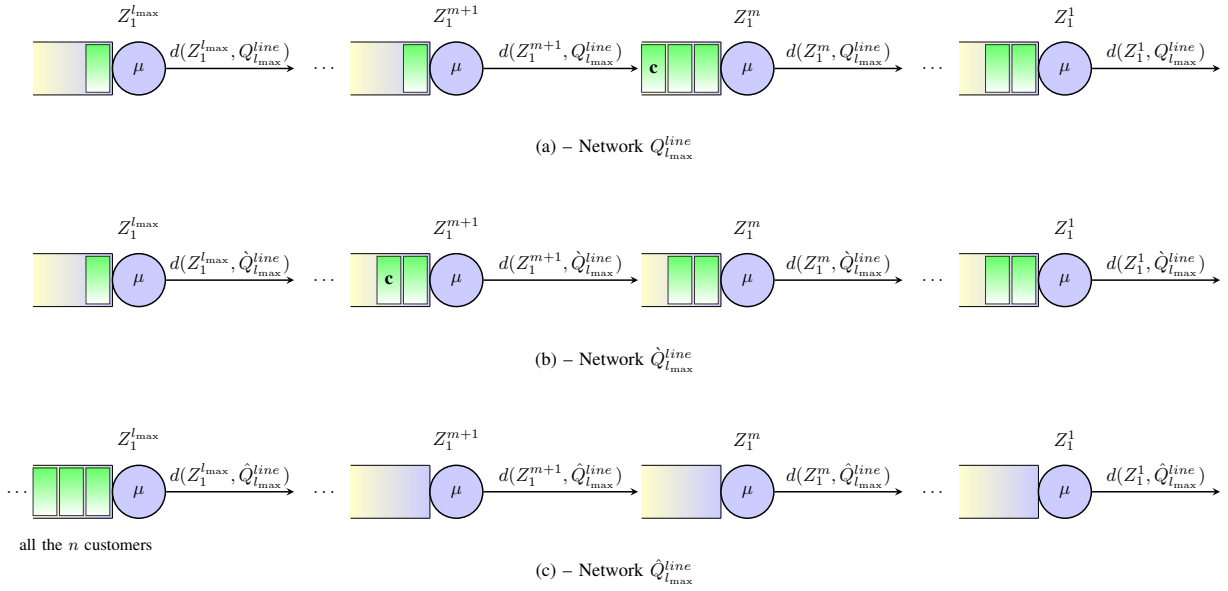 Z_1^{l_max} Z_1^{m+1} Z_1^m Z_1^1
μ d(Z_1^{l_max}, Q_{l_max}^{line}) ··· μ d(Z_1^{m+1}, Q_{l_max}^{line}) c μ d(Z_1^m, Q_{l_max}^{line}) ··· μ d(Z_1^1, Q_{l_max}^{line})
(a) – Network Q_{l_max}^{line}
Z_1^{l_max} Z_1^{m+1} Z_1^m Z_1^1
μ d(Z_1^{l_max}, Q̀_{l_max}^{line}) ··· c μ d(Z_1^{m+1}, Q̀_{l_max}^{line}) μ d(Z_1^m, Q̀_{l_max}^{line}) ··· μ d(Z_1^1, Q̀_{l_max}^{line})
(b) – Network Q̀_{l_max}^{line}
Z_1^{l_max} Z_1^{m+1} Z_1^m Z_1^1
··· μ d(Z_1^{l_max}, Q̂_{l_max}^{line}) ··· μ d(Z_1^{m+1}, Q̂_{l_max}^{line}) μ d(Z_1^m, Q̂_{l_max}^{line}) ··· μ d(Z_1^1, Q̂_{l_max}^{line})
all the n customers
(c) – Network Q̂_{l_max}^{line}